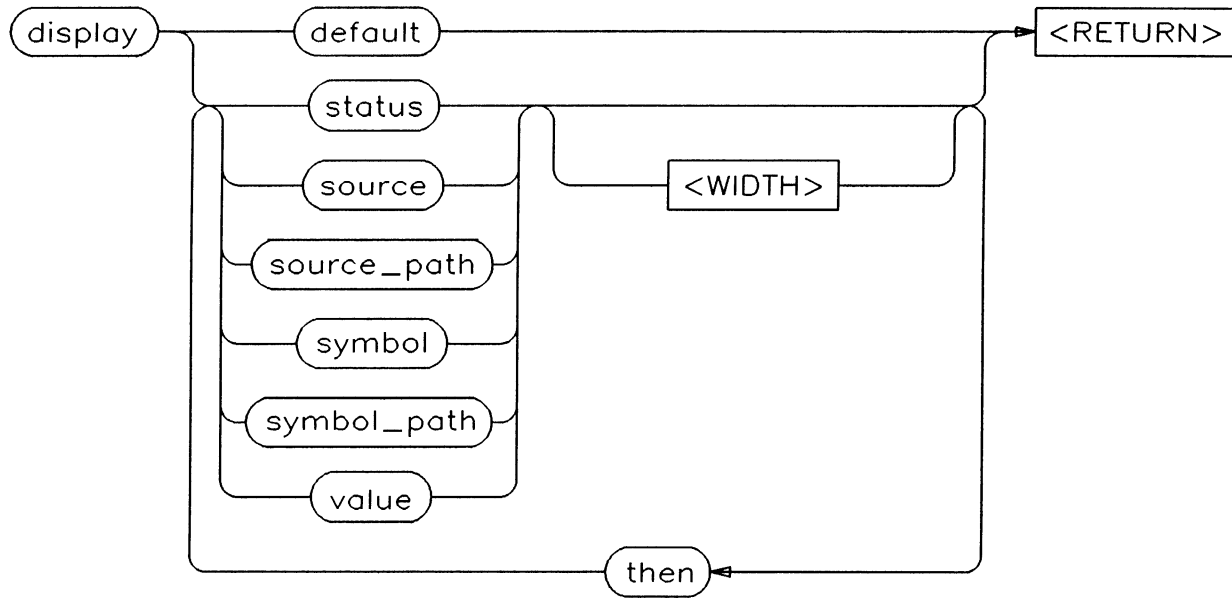 display
default
<RETURN>
status
source
<WIDTH>
source_path
symbol
symbol_path
value
then